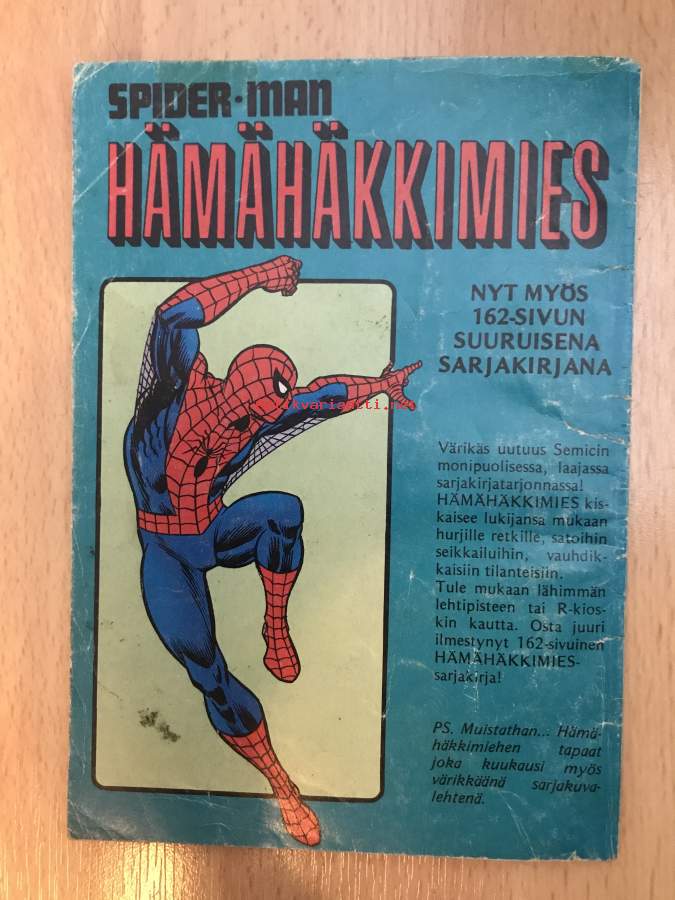 SPIDER-MAN
HÄMÄHÄKKIMIES
NYT MYÖS
162-SIVUN
SUURUISENA
SARJAKIRJANA
Värikäs uutuus Semicin
monipuolisessa, laajassa
sarjakirjatarjonnassa!
HÄMÄHÄKKIMIES kis-
kaisee lukijansa mukaan
hurjille retkille, satoihin
seikkailuihin, vauhdik-
kaisiin tilanteisiin.
Tule mukaan lähimmän
lehtipisteen tai R-kios-
kin kautta. Osta juuri
ilmestynyt 162-sivuinen
HÄMÄHÄKKIMIES-
sarjakirja!
PS. Muistathan... Hämä-
häkkimiehen tapaat
joka kuukausi myös
värikkäänä sarjakuva-
lehtenä.